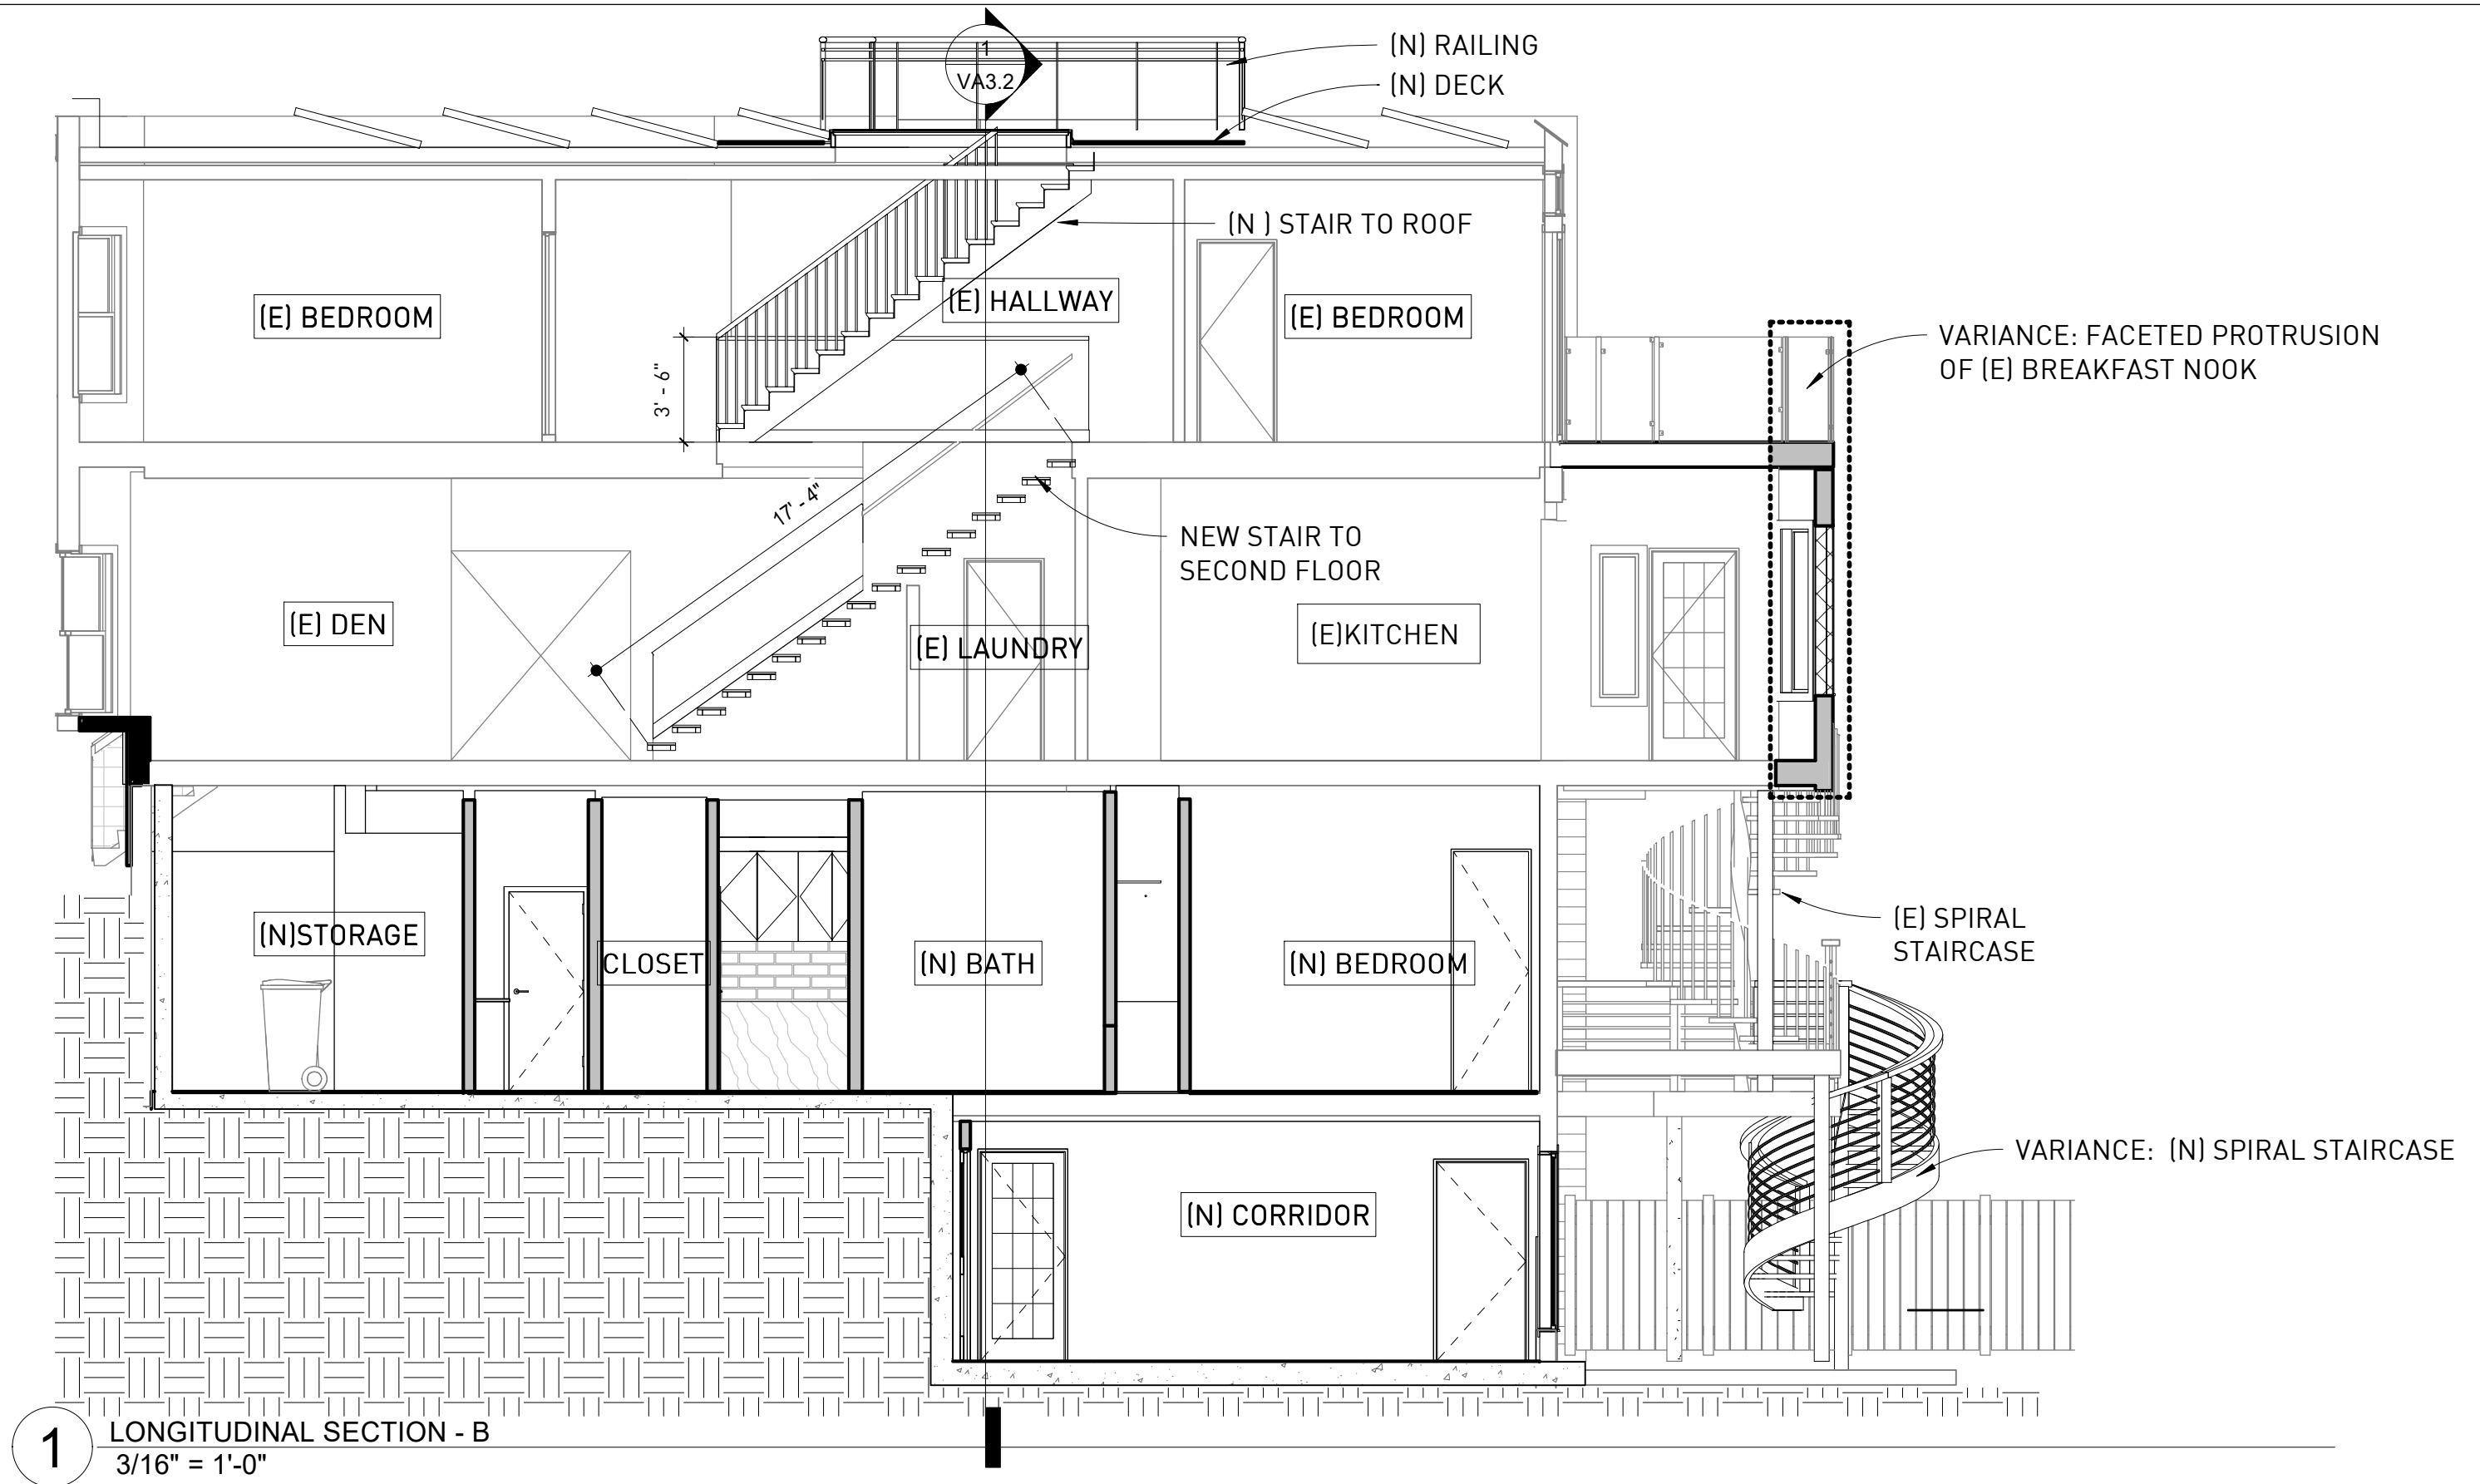 1
VA3.2
(N) RAILING
(N) DECK
(N ) STAIR TO ROOF
(E) BEDROOM
(E) HALLWAY
(E) BEDROOM
VARIANCE: FACETED PROTRUSION
OF (E) BREAKFAST NOOK
3' - 6"
17' - 4"
NEW STAIR TO
SECOND FLOOR
(E) DEN
(E) LAUNDRY
(E)KITCHEN
(N)STORAGE
CLOSET
(N) BATH
(N) BEDROOM
(E) SPIRAL
STAIRCASE
VARIANCE: (N) SPIRAL STAIRCASE
(N) CORRIDOR
1
LONGITUDINAL SECTION - B
3/16" = 1'-0"